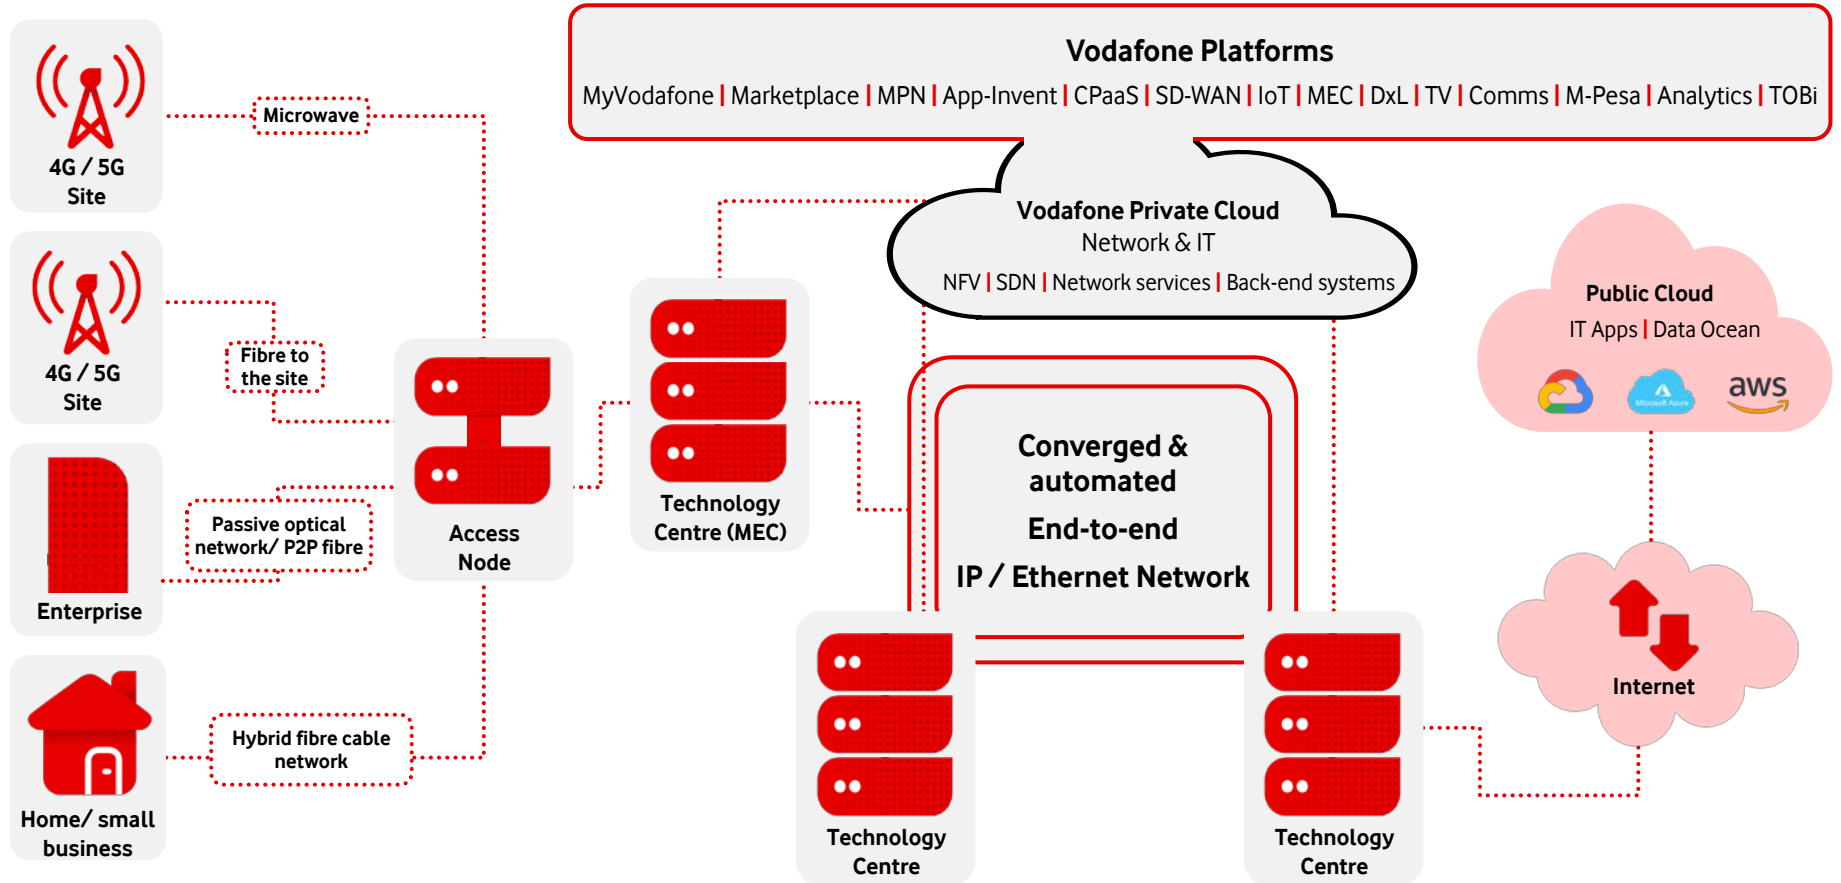 Vodafone Platforms
MyVodafone | Marketplace | MPN | App-Invent | CPaaS | SD-WAN | IoT | MEC | DxL | TV | Comms | M-Pesa | Analytics | TOBi
4G / 5G
Site
Microwave
4G / 5G
Site
Fibre to
the site
Enterprise
Passive optical
network/ P2P fibre
Home/ small
business
Hybrid fibre cable
network
Access
Node
Technology
Centre (MEC)
Vodafone Private Cloud
Network & IT
NFV | SDN | Network services | Back-end systems
Converged &
automated
End-to-end
IP / Ethernet Network
Technology
Centre
Technology
Centre
Public Cloud
IT Apps | Data Ocean
Microsoft Azure
aws
Internet